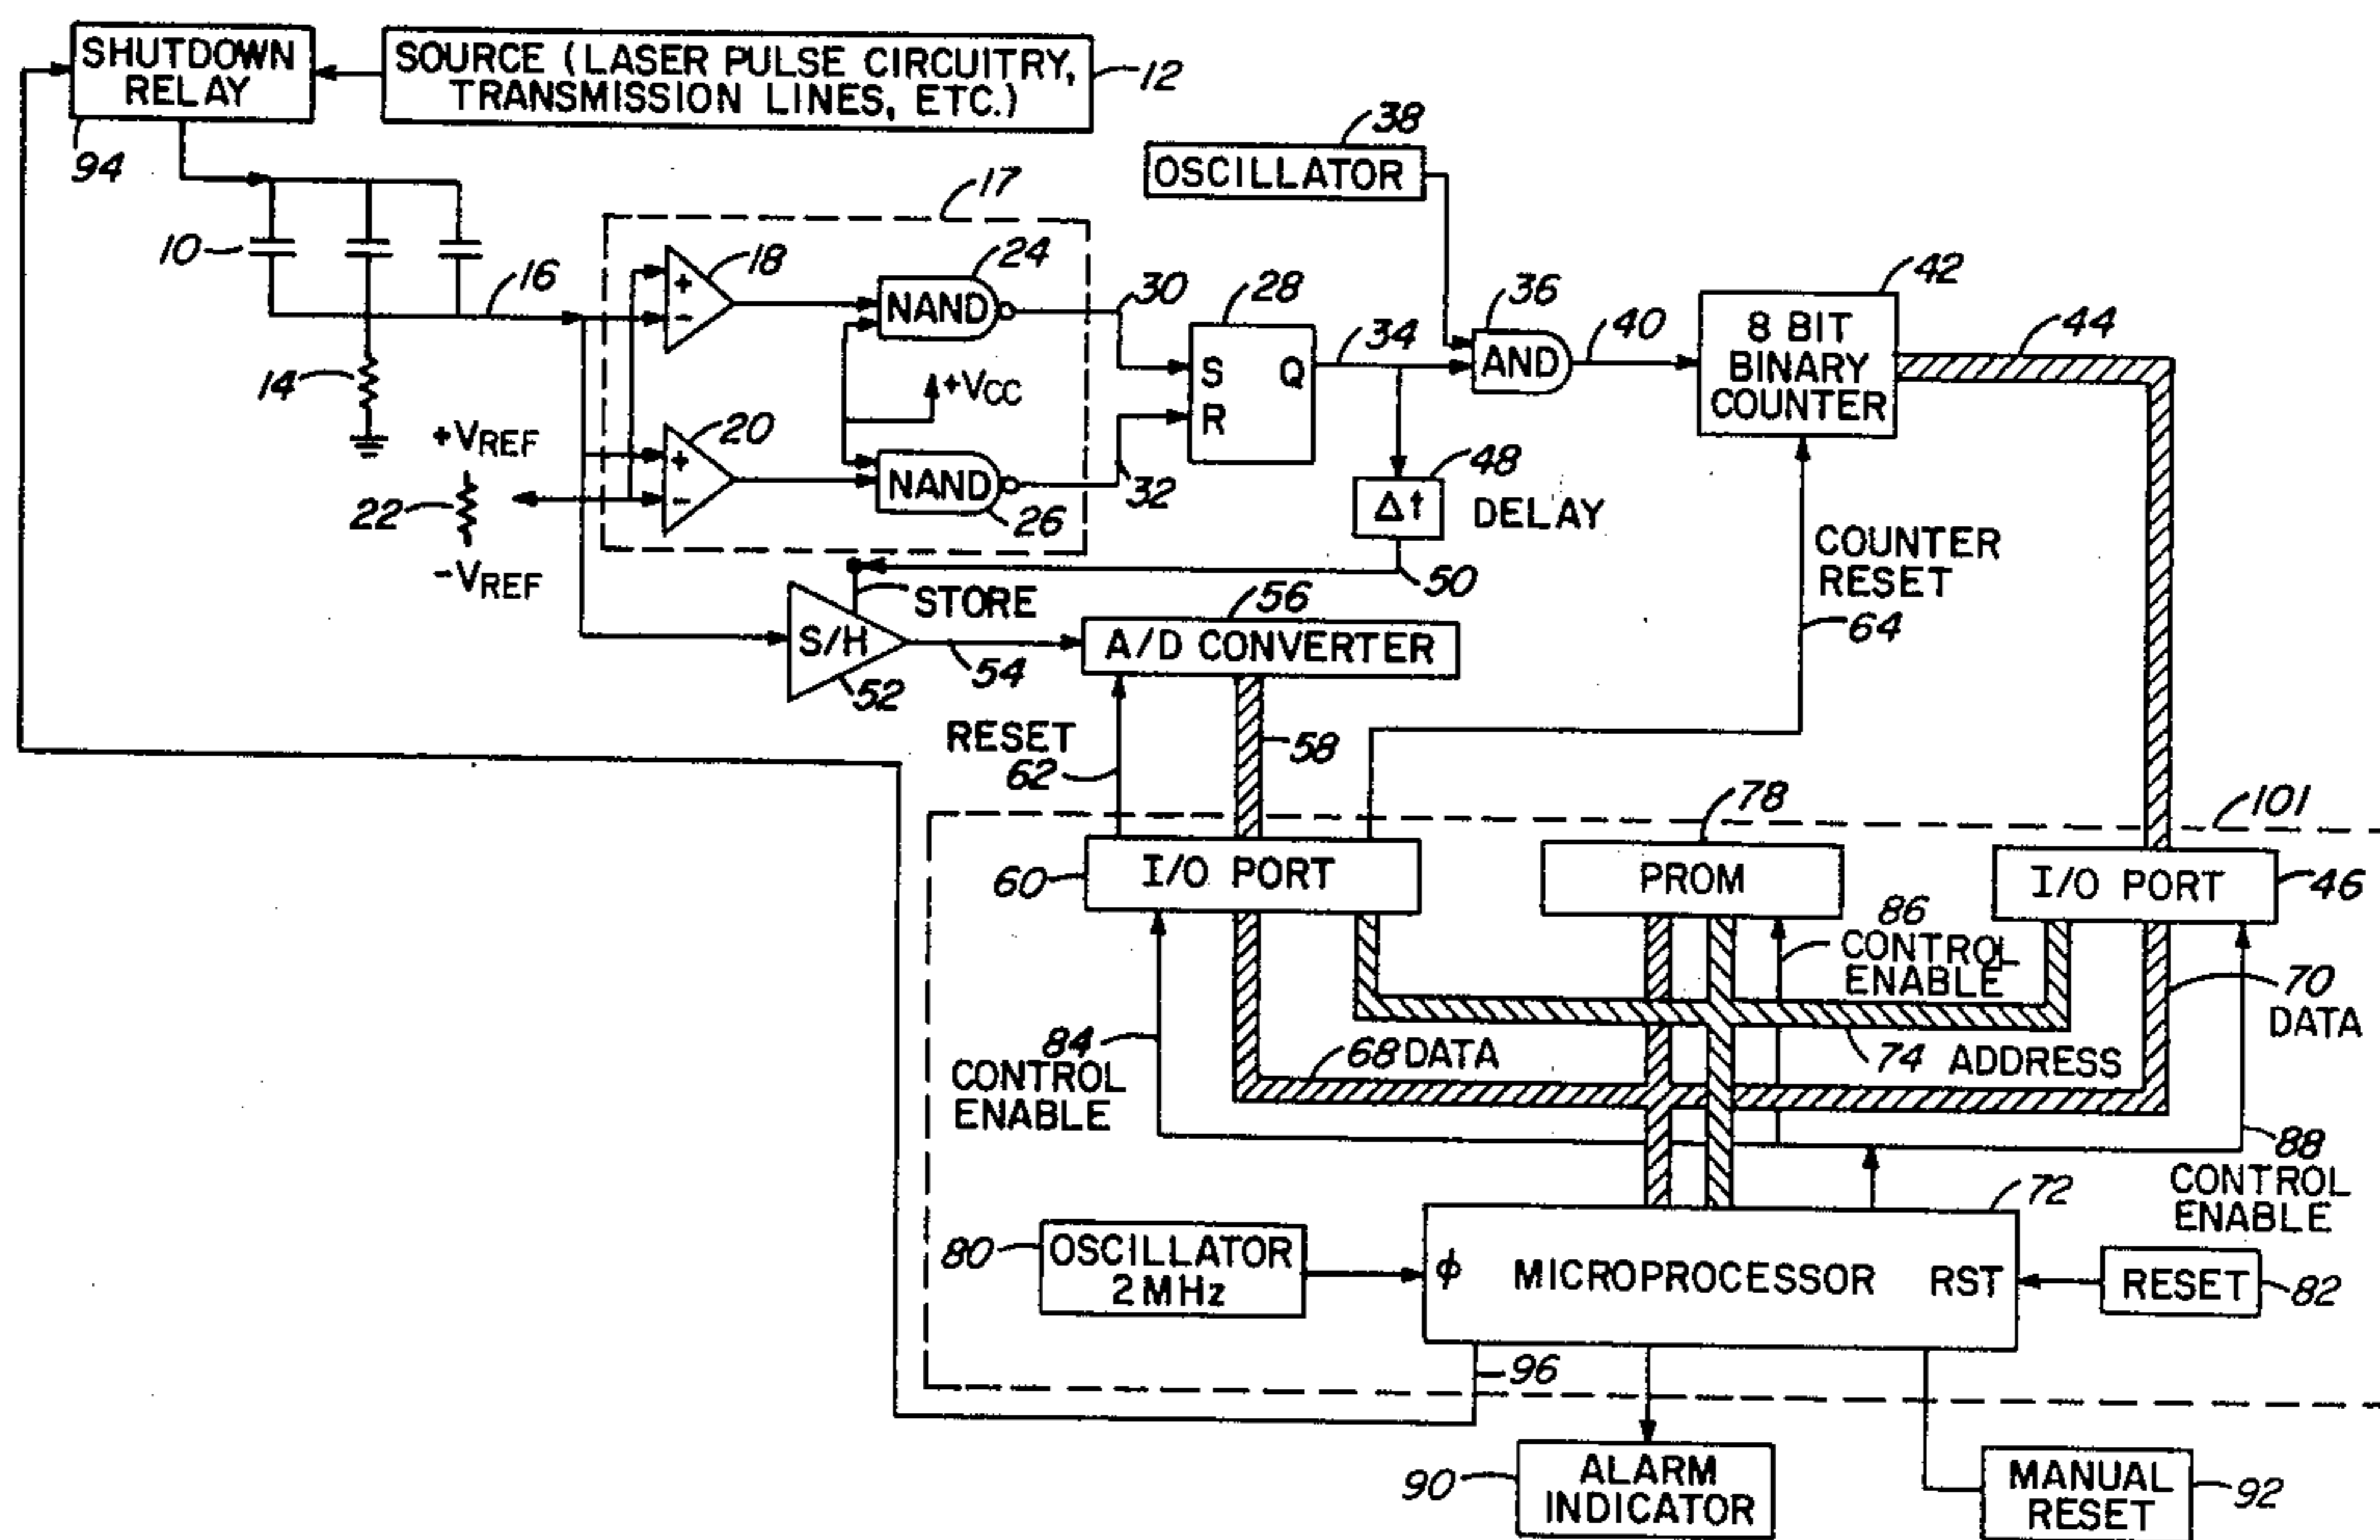 SHUTDOWN
RELAY
94
SOURCE (LASER PULSE CIRCUITRY,
TRANSMISSION LINES, ETC.)
12
38
OSCILLATOR
10
16
14
17
18
24
NAND
30
+VCC
20
NAND
26
32
+VREF
22
-VREF
28
S Q
R
34
36
AND
40
42
8 BIT
BINARY
COUNTER
44
48
Δt
DELAY
50
STORE
S/H
52
54
56
A/D CONVERTER
COUNTER
RESET
64
RESET
62
58
78
101
60
I/O PORT
PROM
I/O PORT
46
86
CONTROL
ENABLE
70
DATA
84
CONTROL
ENABLE
68 DATA
74 ADDRESS
88
CONTROL
ENABLE
72
80
OSCILLATOR
2 MHz
ϕ MICROPROCESSOR RST
RESET
82
96
90
ALARM
INDICATOR
MANUAL
RESET
92
+
-
+
-